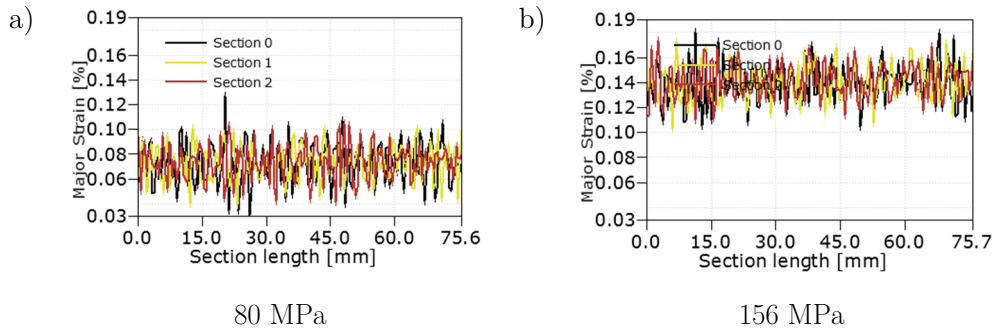 a)
0.19
0.16
0.14
0.12
0.10
0.08
0.06
0.03
Major Strain [%]
Section 0
Section 1
Section 2
0.0 15.0 30.0 45.0 60.0 75.6
Section length [mm]
80 MPa
b)
0.19
0.16
0.14
0.12
0.10
0.08
0.06
0.03
Major Strain [%]
Section 0
Section
Section 2
0.0 15.0 30.0 45.0 60.0 75.7
Section length [mm]
156 MPa